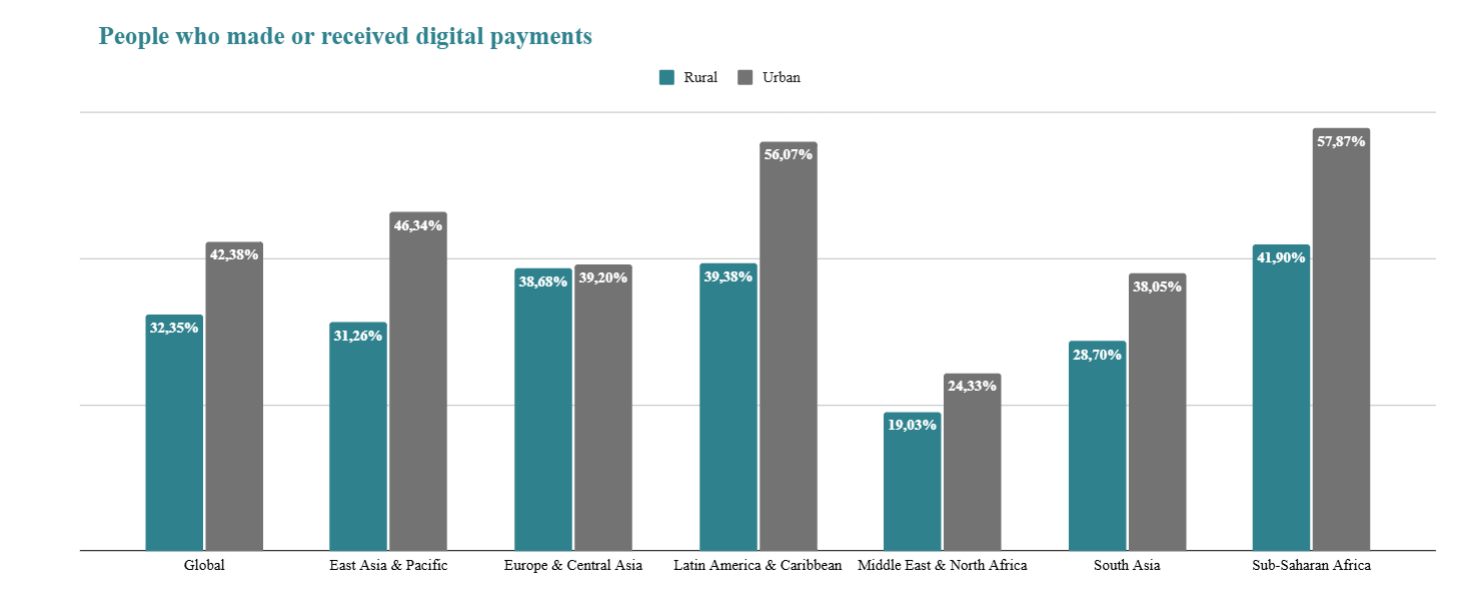 People who made or received digital payments
Rural Urban
32,35% 42,38% 31,26% 46,34% 38,68% 39,20% 39,38% 56,07% 19,03% 24,33% 28,70% 38,05% 41,90% 57,87%
Global East Asia & Pacific Europe & Central Asia Latin America & Caribbean Middle East & North Africa South Asia Sub-Saharan Africa